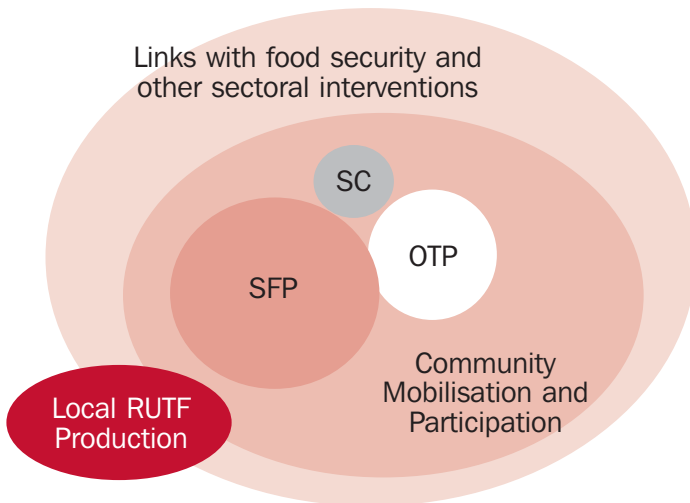 Links with food security and
other sectoral interventions
SC
OTP
SFP
Community
Mobilisation and
Participation
Local RUTF
Production